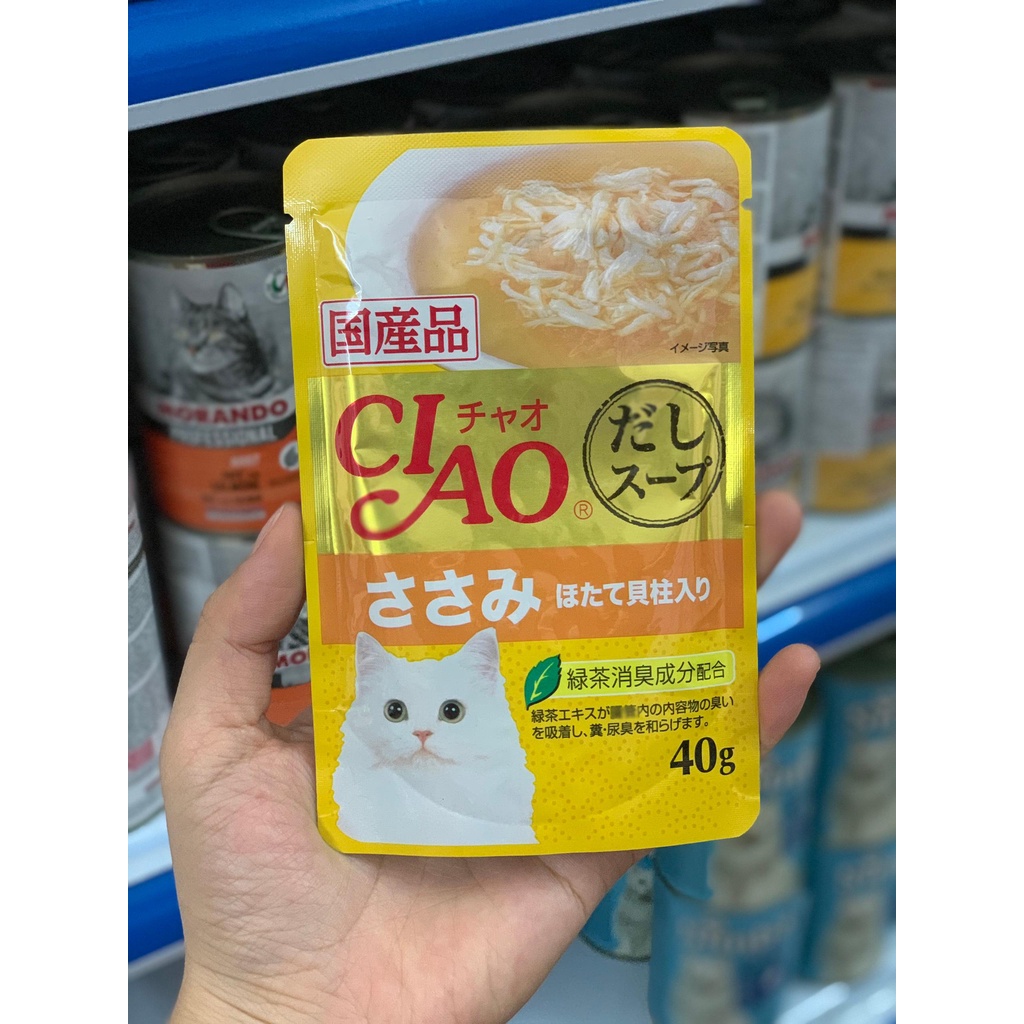 イメージ写真
国産品
CIAO
チャオ
®
だし
スープ
ささみ ほたて貝柱入り
緑茶消臭成分配合
緑茶エキスが内の内容物の臭い
を吸着し、糞・尿臭を和らげます。
40g
MORANDO
PROFESSIONAL